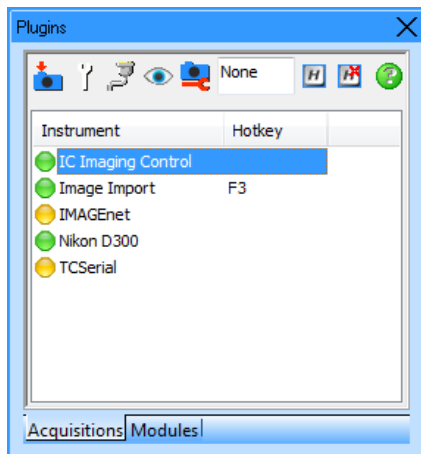 Plugins
None H H ?
Instrument Hotkey
IC Imaging Control
Image Import F3
IMAGEnet
Nikon D300
TCSerial
Acquisitions Modules